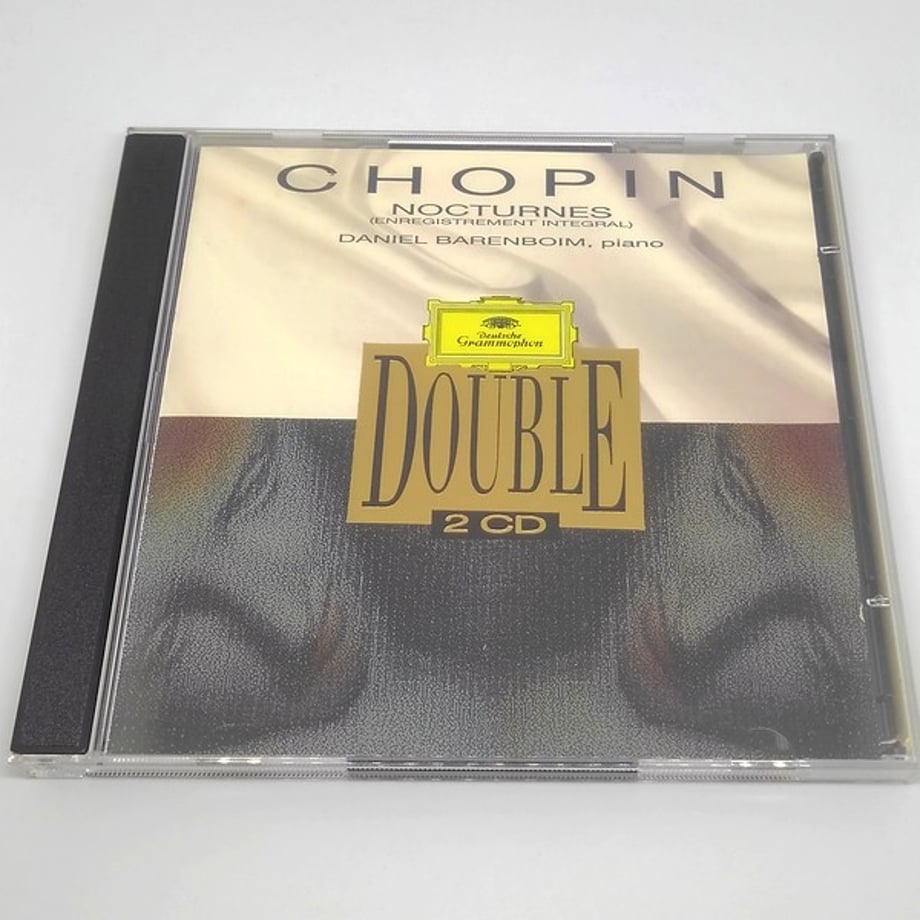 CHOPIN
NOCTURNES
(ENREGISTREMENT INTEGRAL)
DANIEL BARENBOIM, piano
Deutsche
Grammophon
DOUBLE
2 CD